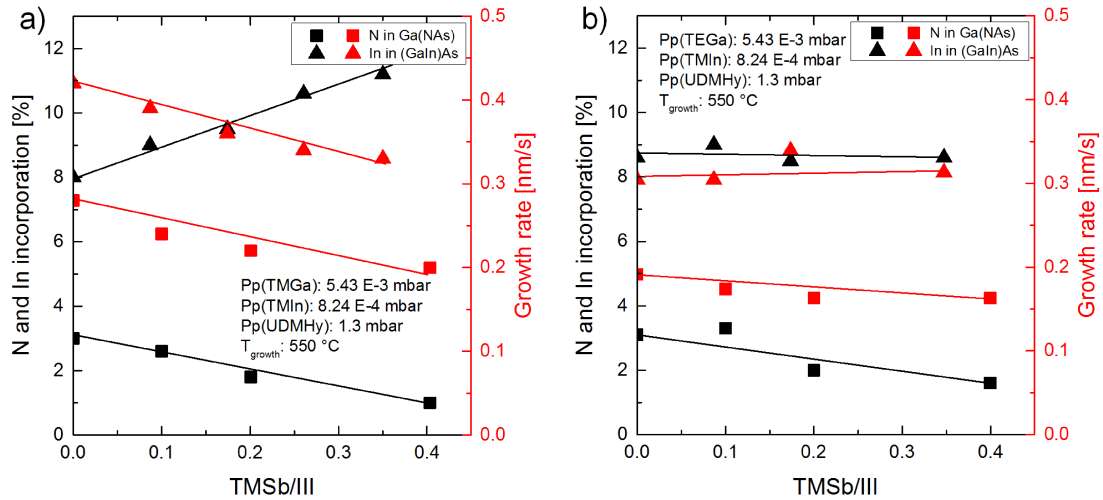 a)
N in Ga(NAs)
In in (GaIn)As
Pp(TMGa): 5.43 E-3 mbar
Pp(TMIn): 8.24 E-4 mbar
Pp(UDMHy): 1.3 mbar
Tgrowth: 550 °C
N and In incorporation [%]
0
2
4
6
8
10
12
0.0
0.1
0.2
0.3
0.4
TMSb/III
0.0
0.1
0.2
0.3
0.4
0.5
Growth rate [nm/s]
b)
Pp(TEGa): 5.43 E-3 mbar
Pp(TMIn): 8.24 E-4 mbar
Pp(UDMHy): 1.3 mbar
Tgrowth: 550 °C
N in Ga(NAs)
In in (GaIn)As
N and In incorporation [%]
0
2
4
6
8
10
12
0.0
0.1
0.2
0.3
0.4
TMSb/III
0.0
0.1
0.2
0.3
0.4
0.5
Growth rate [nm/s]